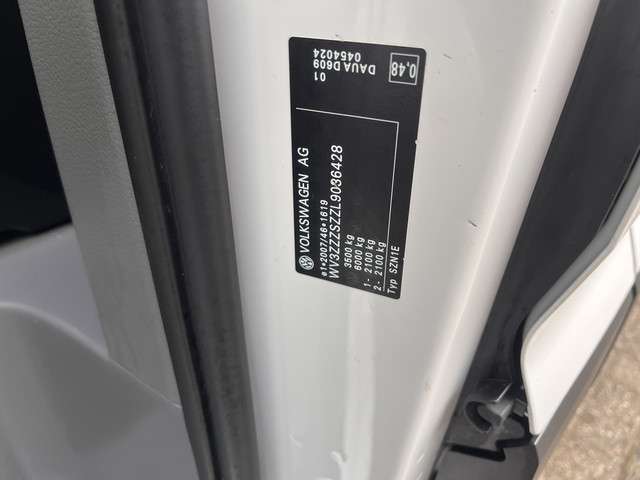 VOLKSWAGEN AG
e1*2007/46*1619
WV3ZZZSZZL9036428
3500 kg
6000 kg
1- 2100 kg
2- 2100 kg
Typ SZN1E
01
DAUA D609
0454024
0,48